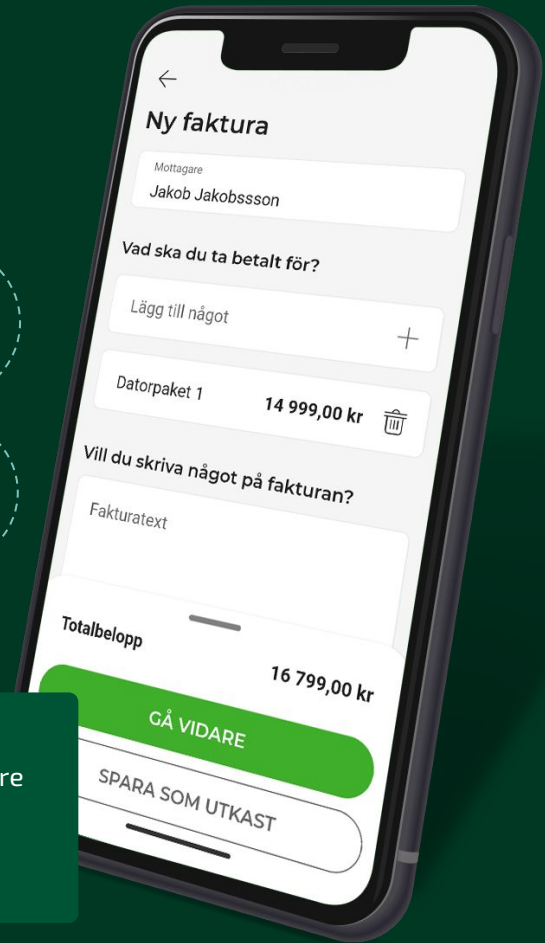 Ny faktura
Mottagare
Jakob Jakobssson
Vad ska du ta betalt för?
Lägg till något
Datorpaket 1 14 999,00 kr
Vill du skriva något på fakturan?
Fakturatext
Totalbelopp 16 799,00 kr
GÅ VIDARE
SPARA SOM UTKAST